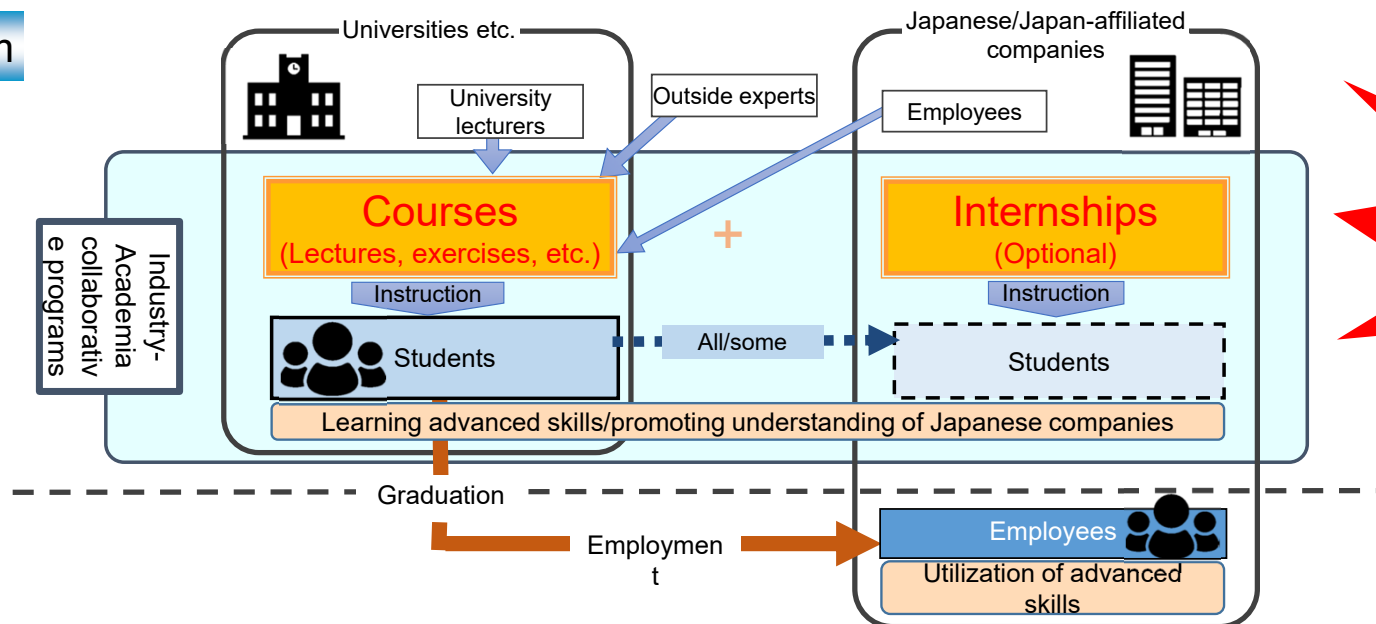 n
Universities etc.
Japanese/Japan-affiliated
companies
University
lecturers
Outside experts
Employees
Industry-
Academia
collaborativ
e programs
Courses
(Lectures, exercises, etc.)
+
Internships
(Optional)
Instruction
Instruction
Students
All/some
Students
Learning advanced skills/promoting understanding of Japanese companies
Graduation
Employmen
t
Employees
Utilization of advanced
skills